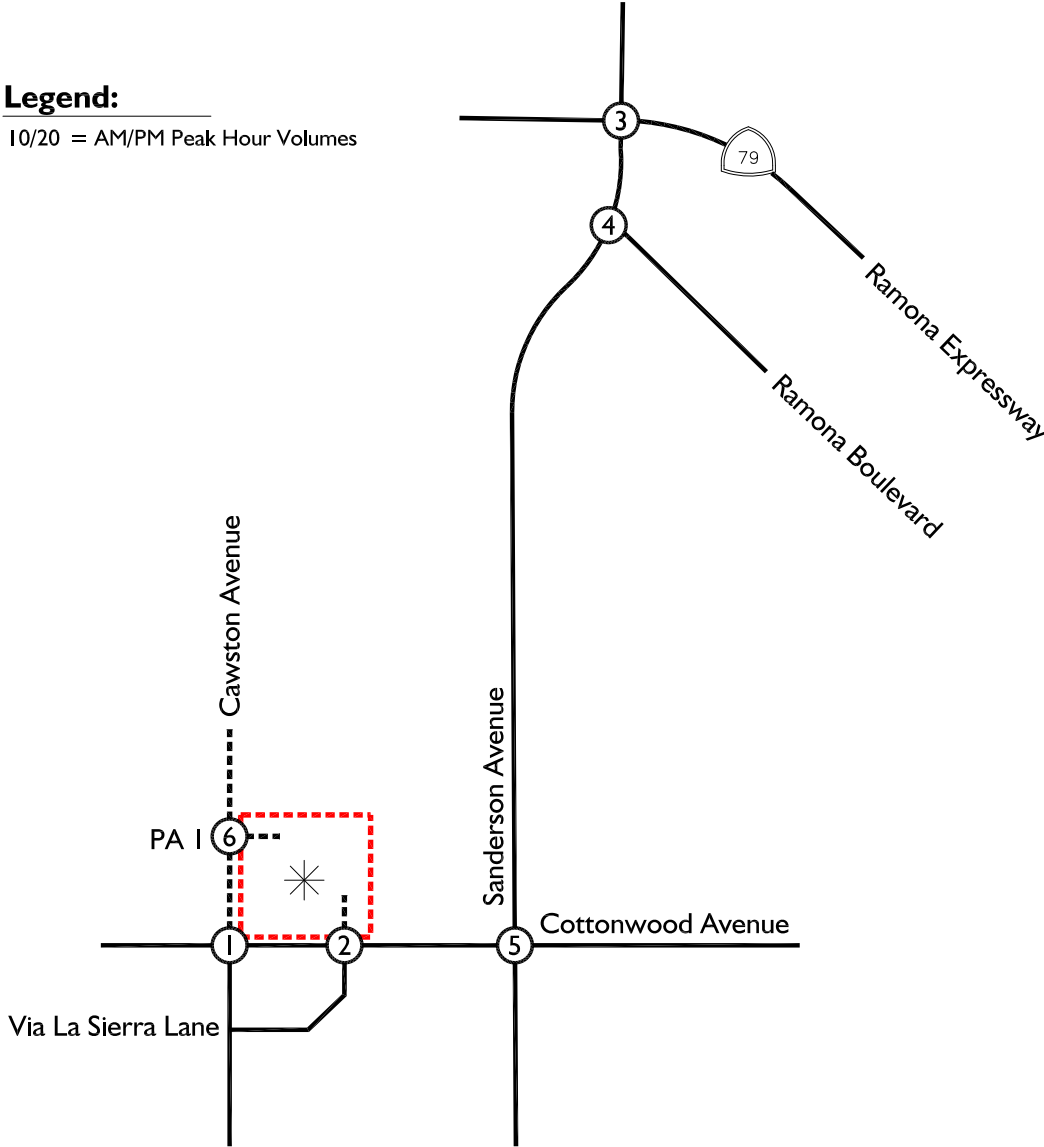 Legend:
10/20 = AM/PM Peak Hour Volumes
3
79
4
Ramona Expressway
Ramona Boulevard
Cawston Avenue
Sanderson Avenue
PA 1
6
Cottonwood Avenue
1
2
5
Via La Sierra Lane